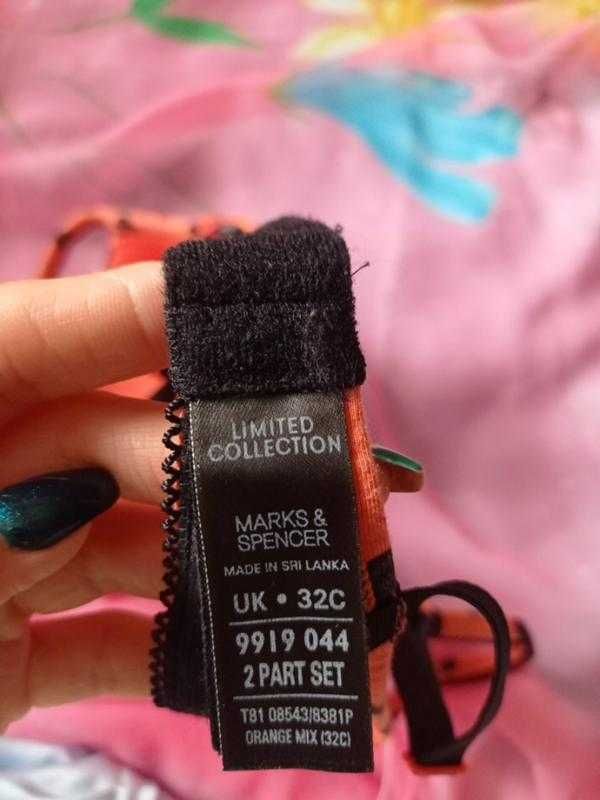 LIMITED
COLLECTION
MARKS &
SPENCER
MADE IN SRI LANKA
UK • 32C
9919 044
2 PART SET
T81 08543/8381P
ORANGE MIX (32C)